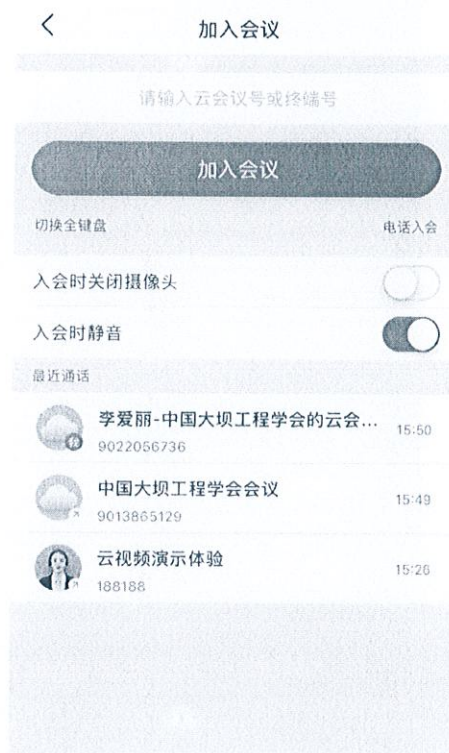 加入会议
请输入云会议号或终端号
加入会议
切换全键盘 电话入会
入会时关闭摄像头
入会时静音
最近通话
李爱丽-中国大坝工程学会的云会... 15:50
9022056736
中国大坝工程学会会议 15:49
9013865129
云视频演示体验 15:26
188188